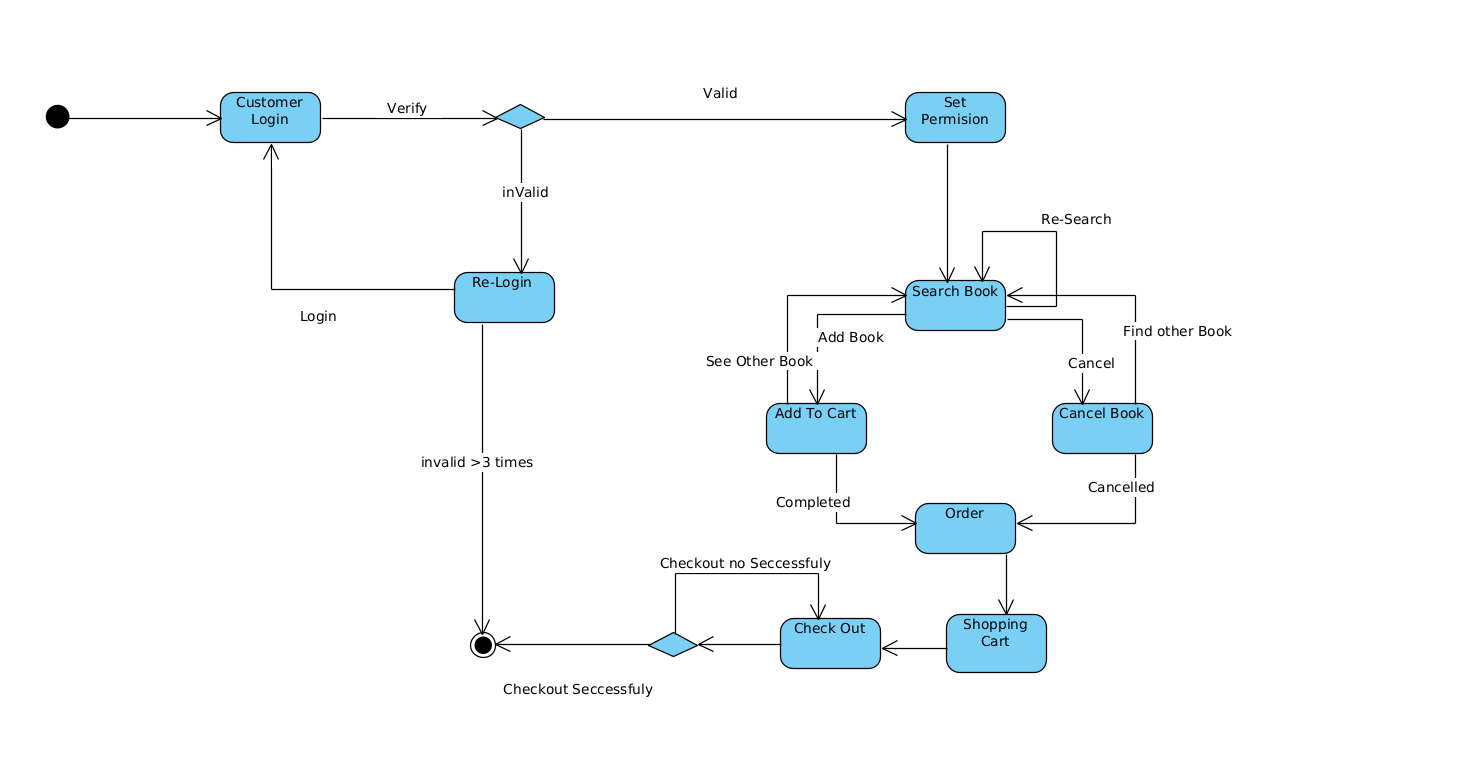 Valid
Customer
Login
Verify
Set
Permision
inValid
Re-Search
Re-Login
Search Book
Login
Find other Book
Add Book
See Other Book
Cancel
Add To Cart
Cancel Book
invalid >3 times
Cancelled
Completed
Order
Checkout no Seccessfuly
Check Out
Shopping
Cart
Checkout Seccessfuly